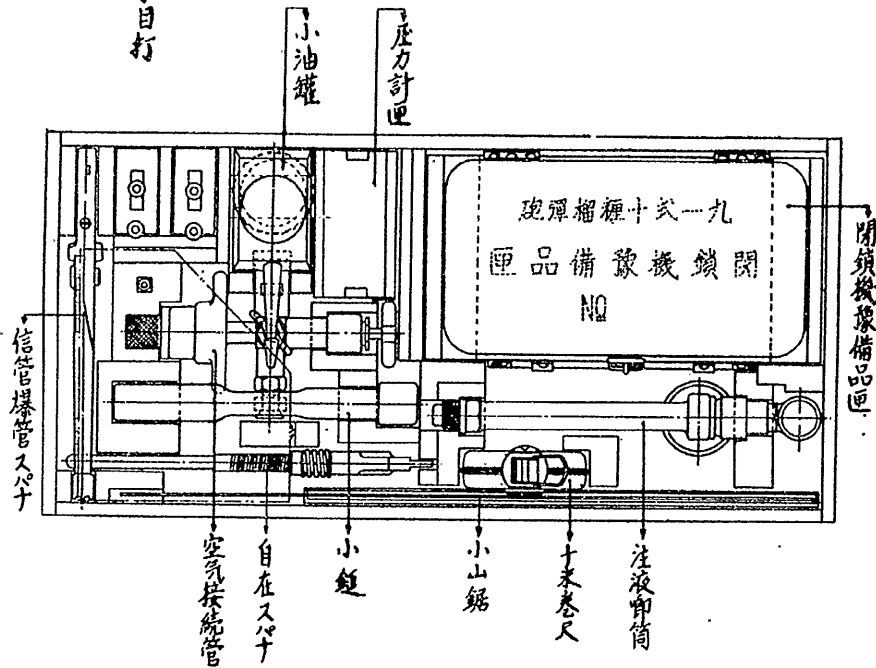 目打
小油罐
圧力計匣
九一式十糎榴彈砲
閉鎖機豫備品匣
NO
閉鎖機豫備品匣
信管爆管スパナ
空気接続管
自在スパナ
小鎚
小山鋸
十米巻尺
注液喞筒